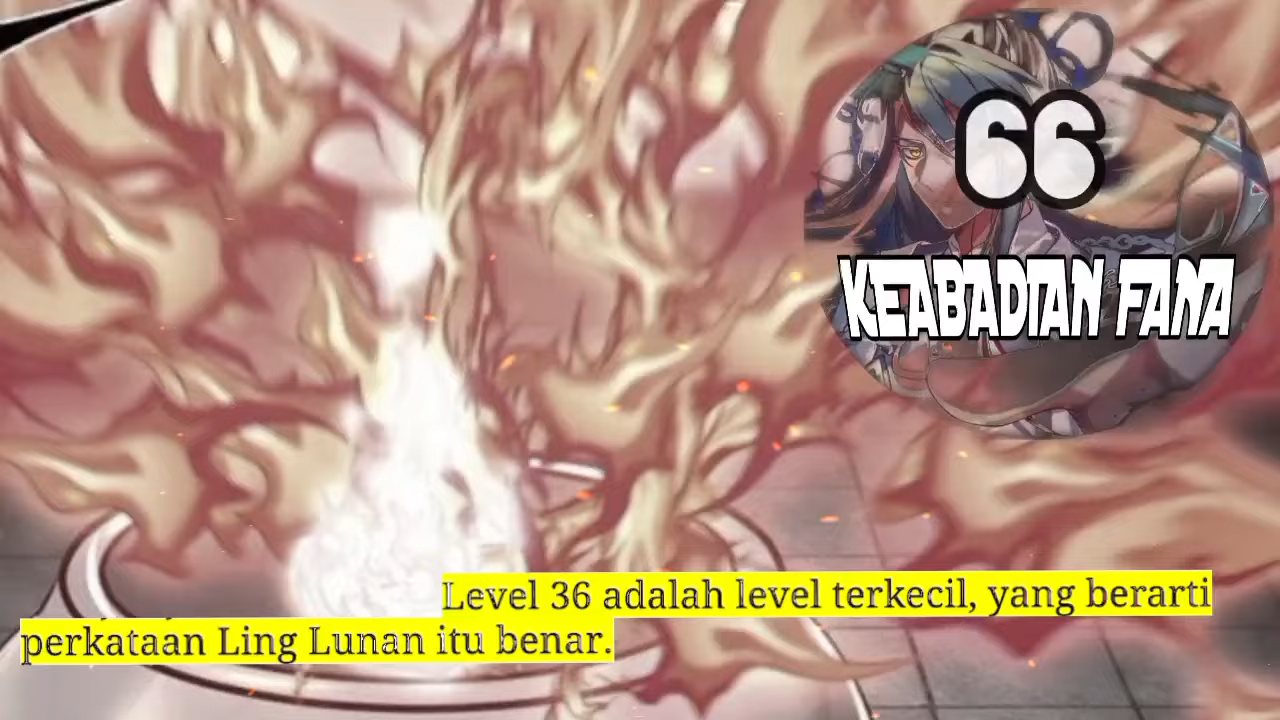 66
KEABADIAN FANA
Level 36 adalah level terkecil, yang berarti
perkataan Ling Lunan itu benar.